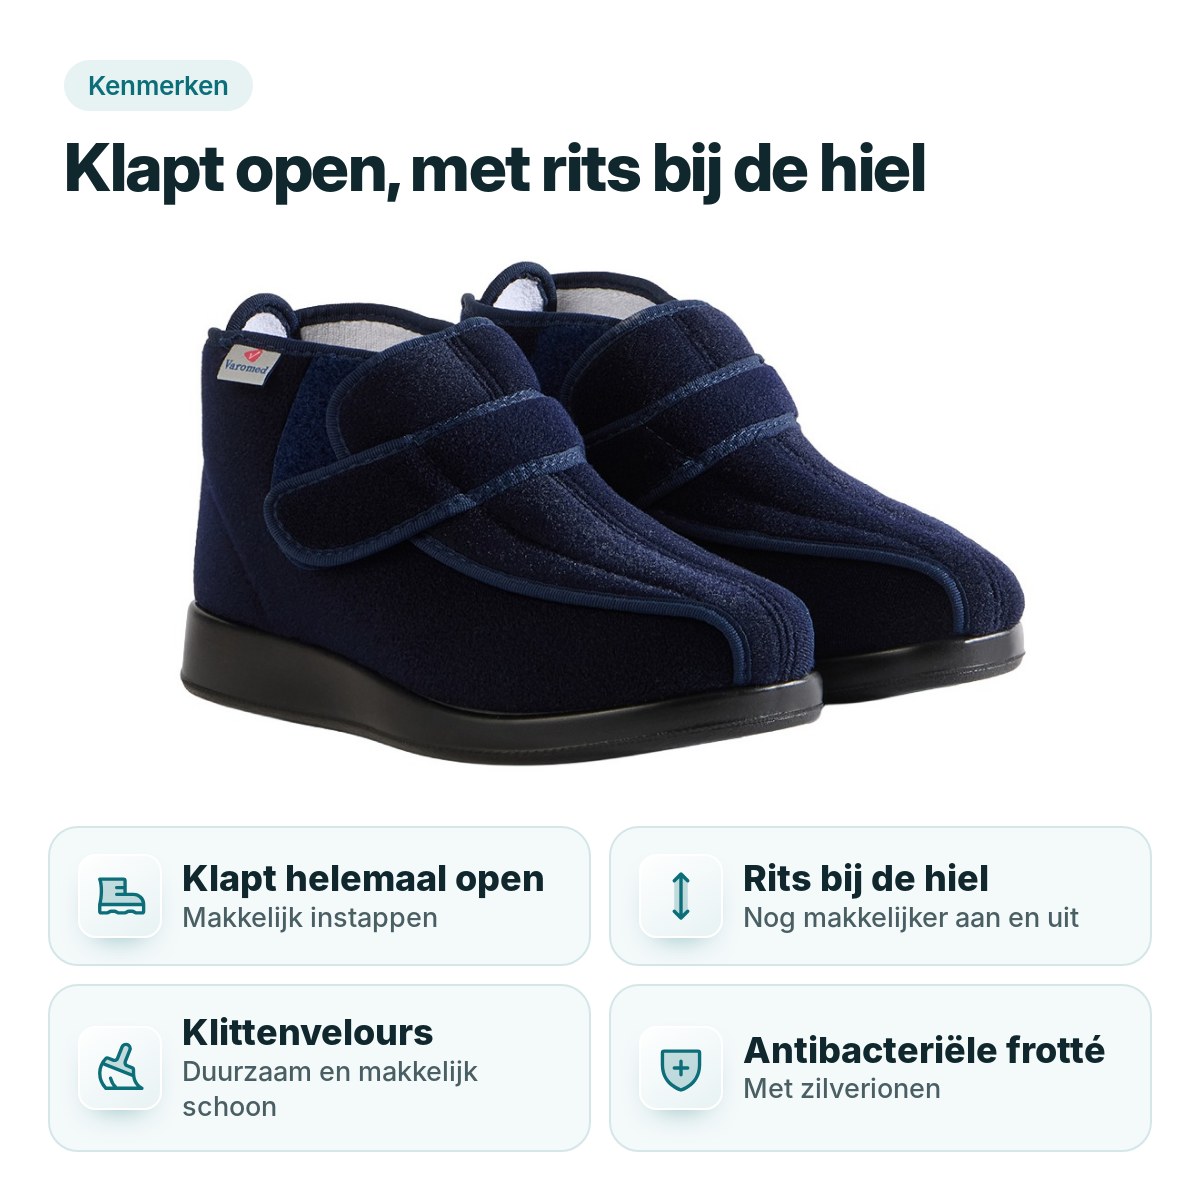 Kenmerken
Klapt open, met rits bij de hiel
Varomed
Klapt helemaal open
Makkelijk instappen
Rits bij de hiel
Nog makkelijker aan en uit
Klittenvelours
Duurzaam en makkelijk
schoon
Antibacteriële frotté
Met zilverionen